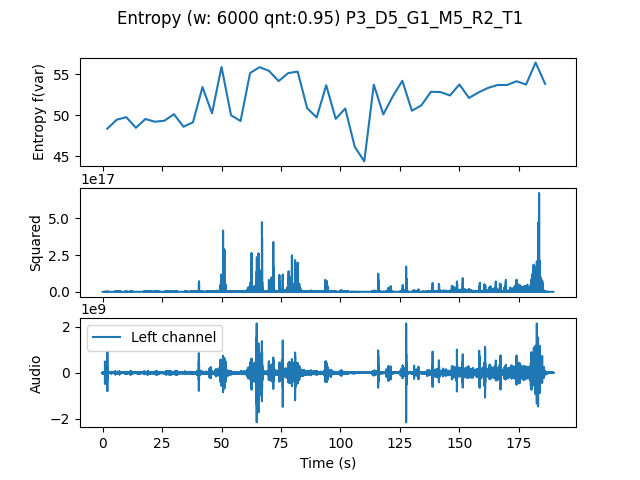 Entropy (w: 6000 qnt:0.95) P3_D5_G1_M5_R2_T1
Entropy f(var)
55
50
45
1e17
Squared
5.0
2.5
0.0
1e9
Audio
2
0
−2
Left channel
0 25 50 75 100 125 150 175
Time (s)